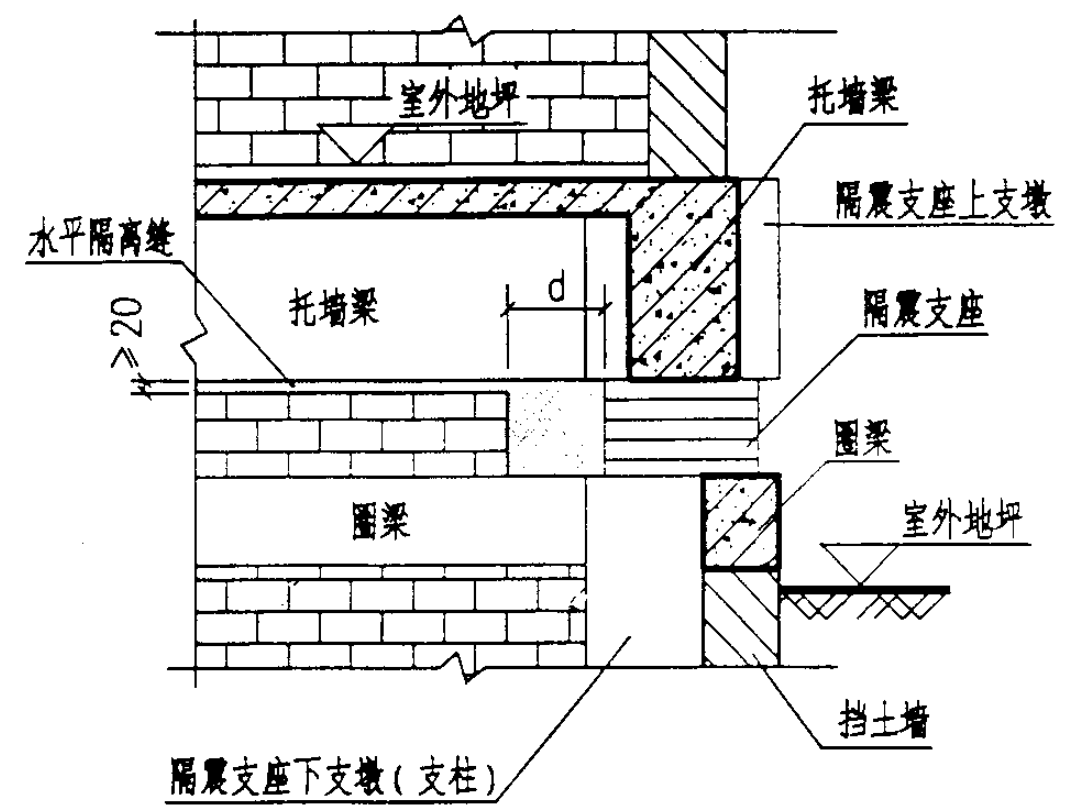 室外地坪
托墙梁
隔震支座上支墩
水平隔离缝
d
托墙梁
隔震支座
≥20
圈梁
圈梁
室外地坪
挡土墙
隔震支座下支墩(支柱)